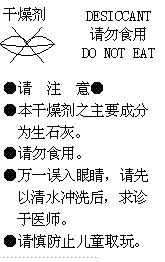 干燥剂 DESICCANT
请勿食用
DO NOT EAT
●请 注 意●
●本干燥剂之主要成分
为生石灰。
●请勿食用。
●万一误入眼睛，请先
以清水冲洗后，求诊
于医师。
●请慎防止儿童取玩。